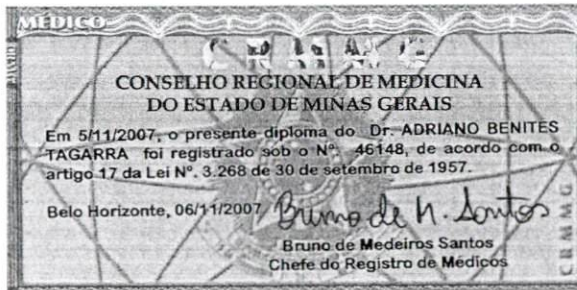 MÉDICO
CRMMG
CONSELHO REGIONAL DE MEDICINA
DO ESTADO DE MINAS GERAIS
Em 5/11/2007, o presente diploma do Dr. ADRIANO BENITES
TAGARRA foi registrado sob o Nº. 46148, de acordo com o
artigo 17 da Lei Nº. 3.268 de 30 de setembro de 1957.
Belo Horizonte, 06/11/2007
Bruno de M. Santos
Bruno de Medeiros Santos
Chefe do Registro de Médicos
CRMMG